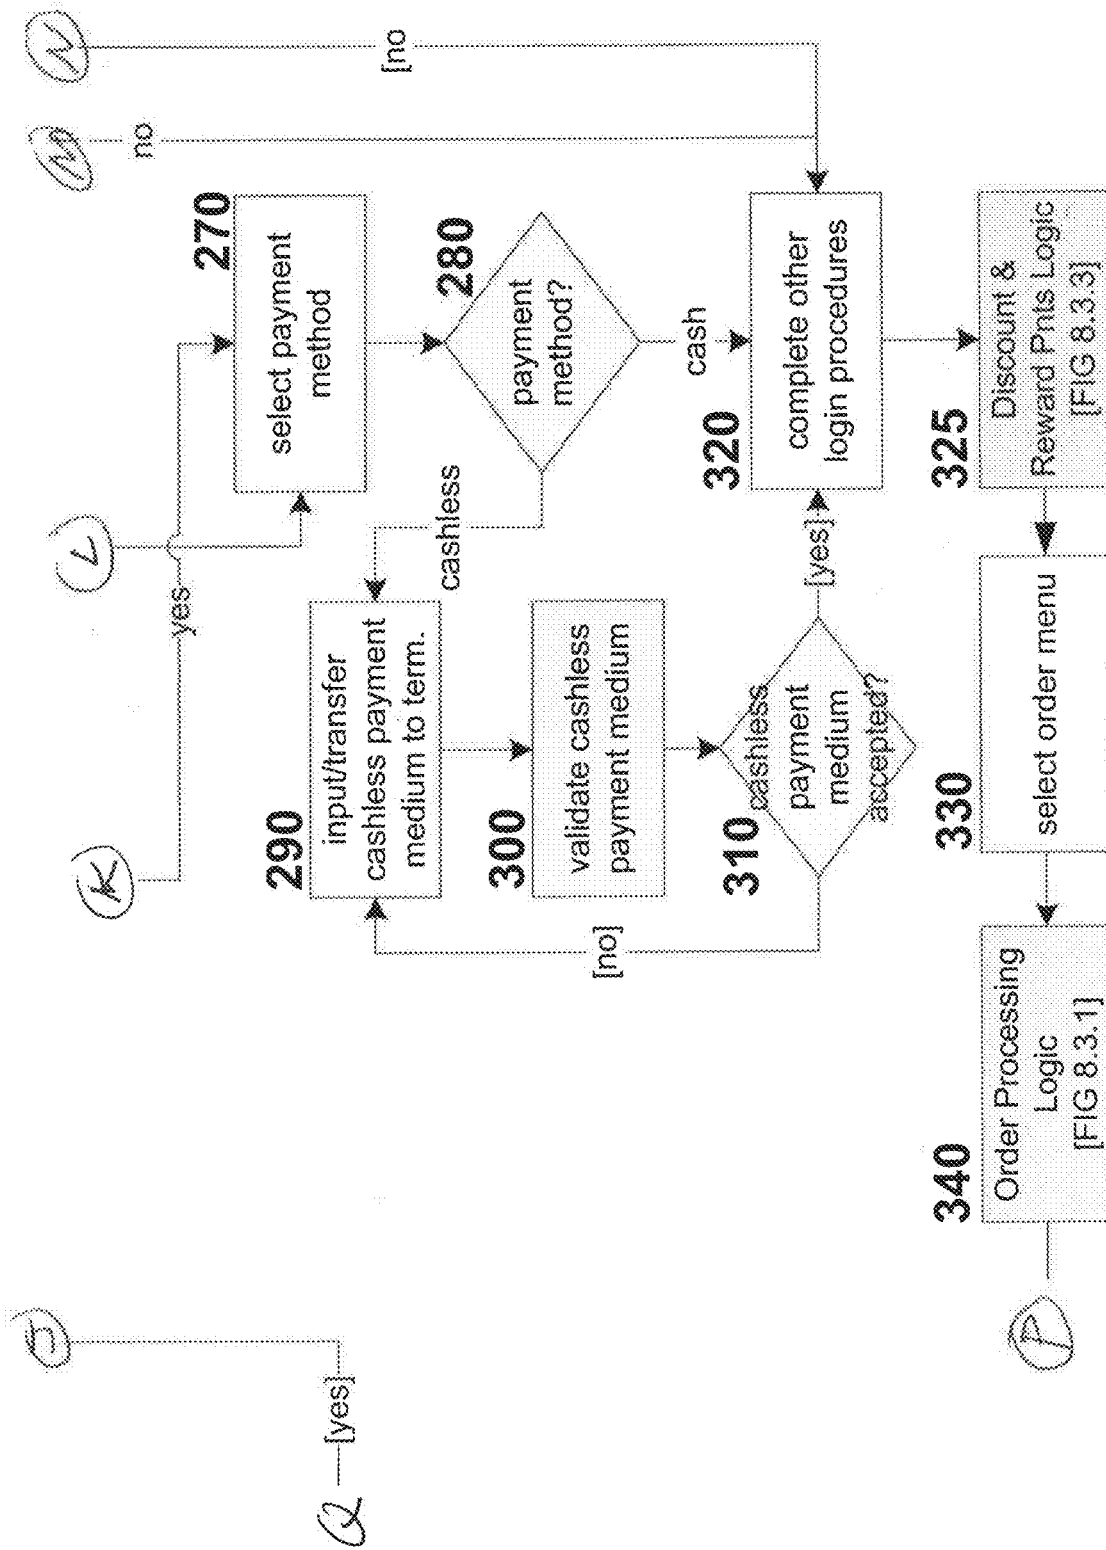 J
[yes]
Q
K
yes
L
M
no
N
[no
270
select payment
method
280
payment
method?
cashless
cash
290
input/transfer
cashless payment
medium to term.
300
validate cashless
payment medium
310
cashless
payment
medium
accepted?
[no]
[yes]
320
complete other
login procedures
325
Discount &
Reward Pnts Logic
[FIG 8.3.3]
330
select order menu
340
Order Processing
Logic
[FIG 8.3.1]
P